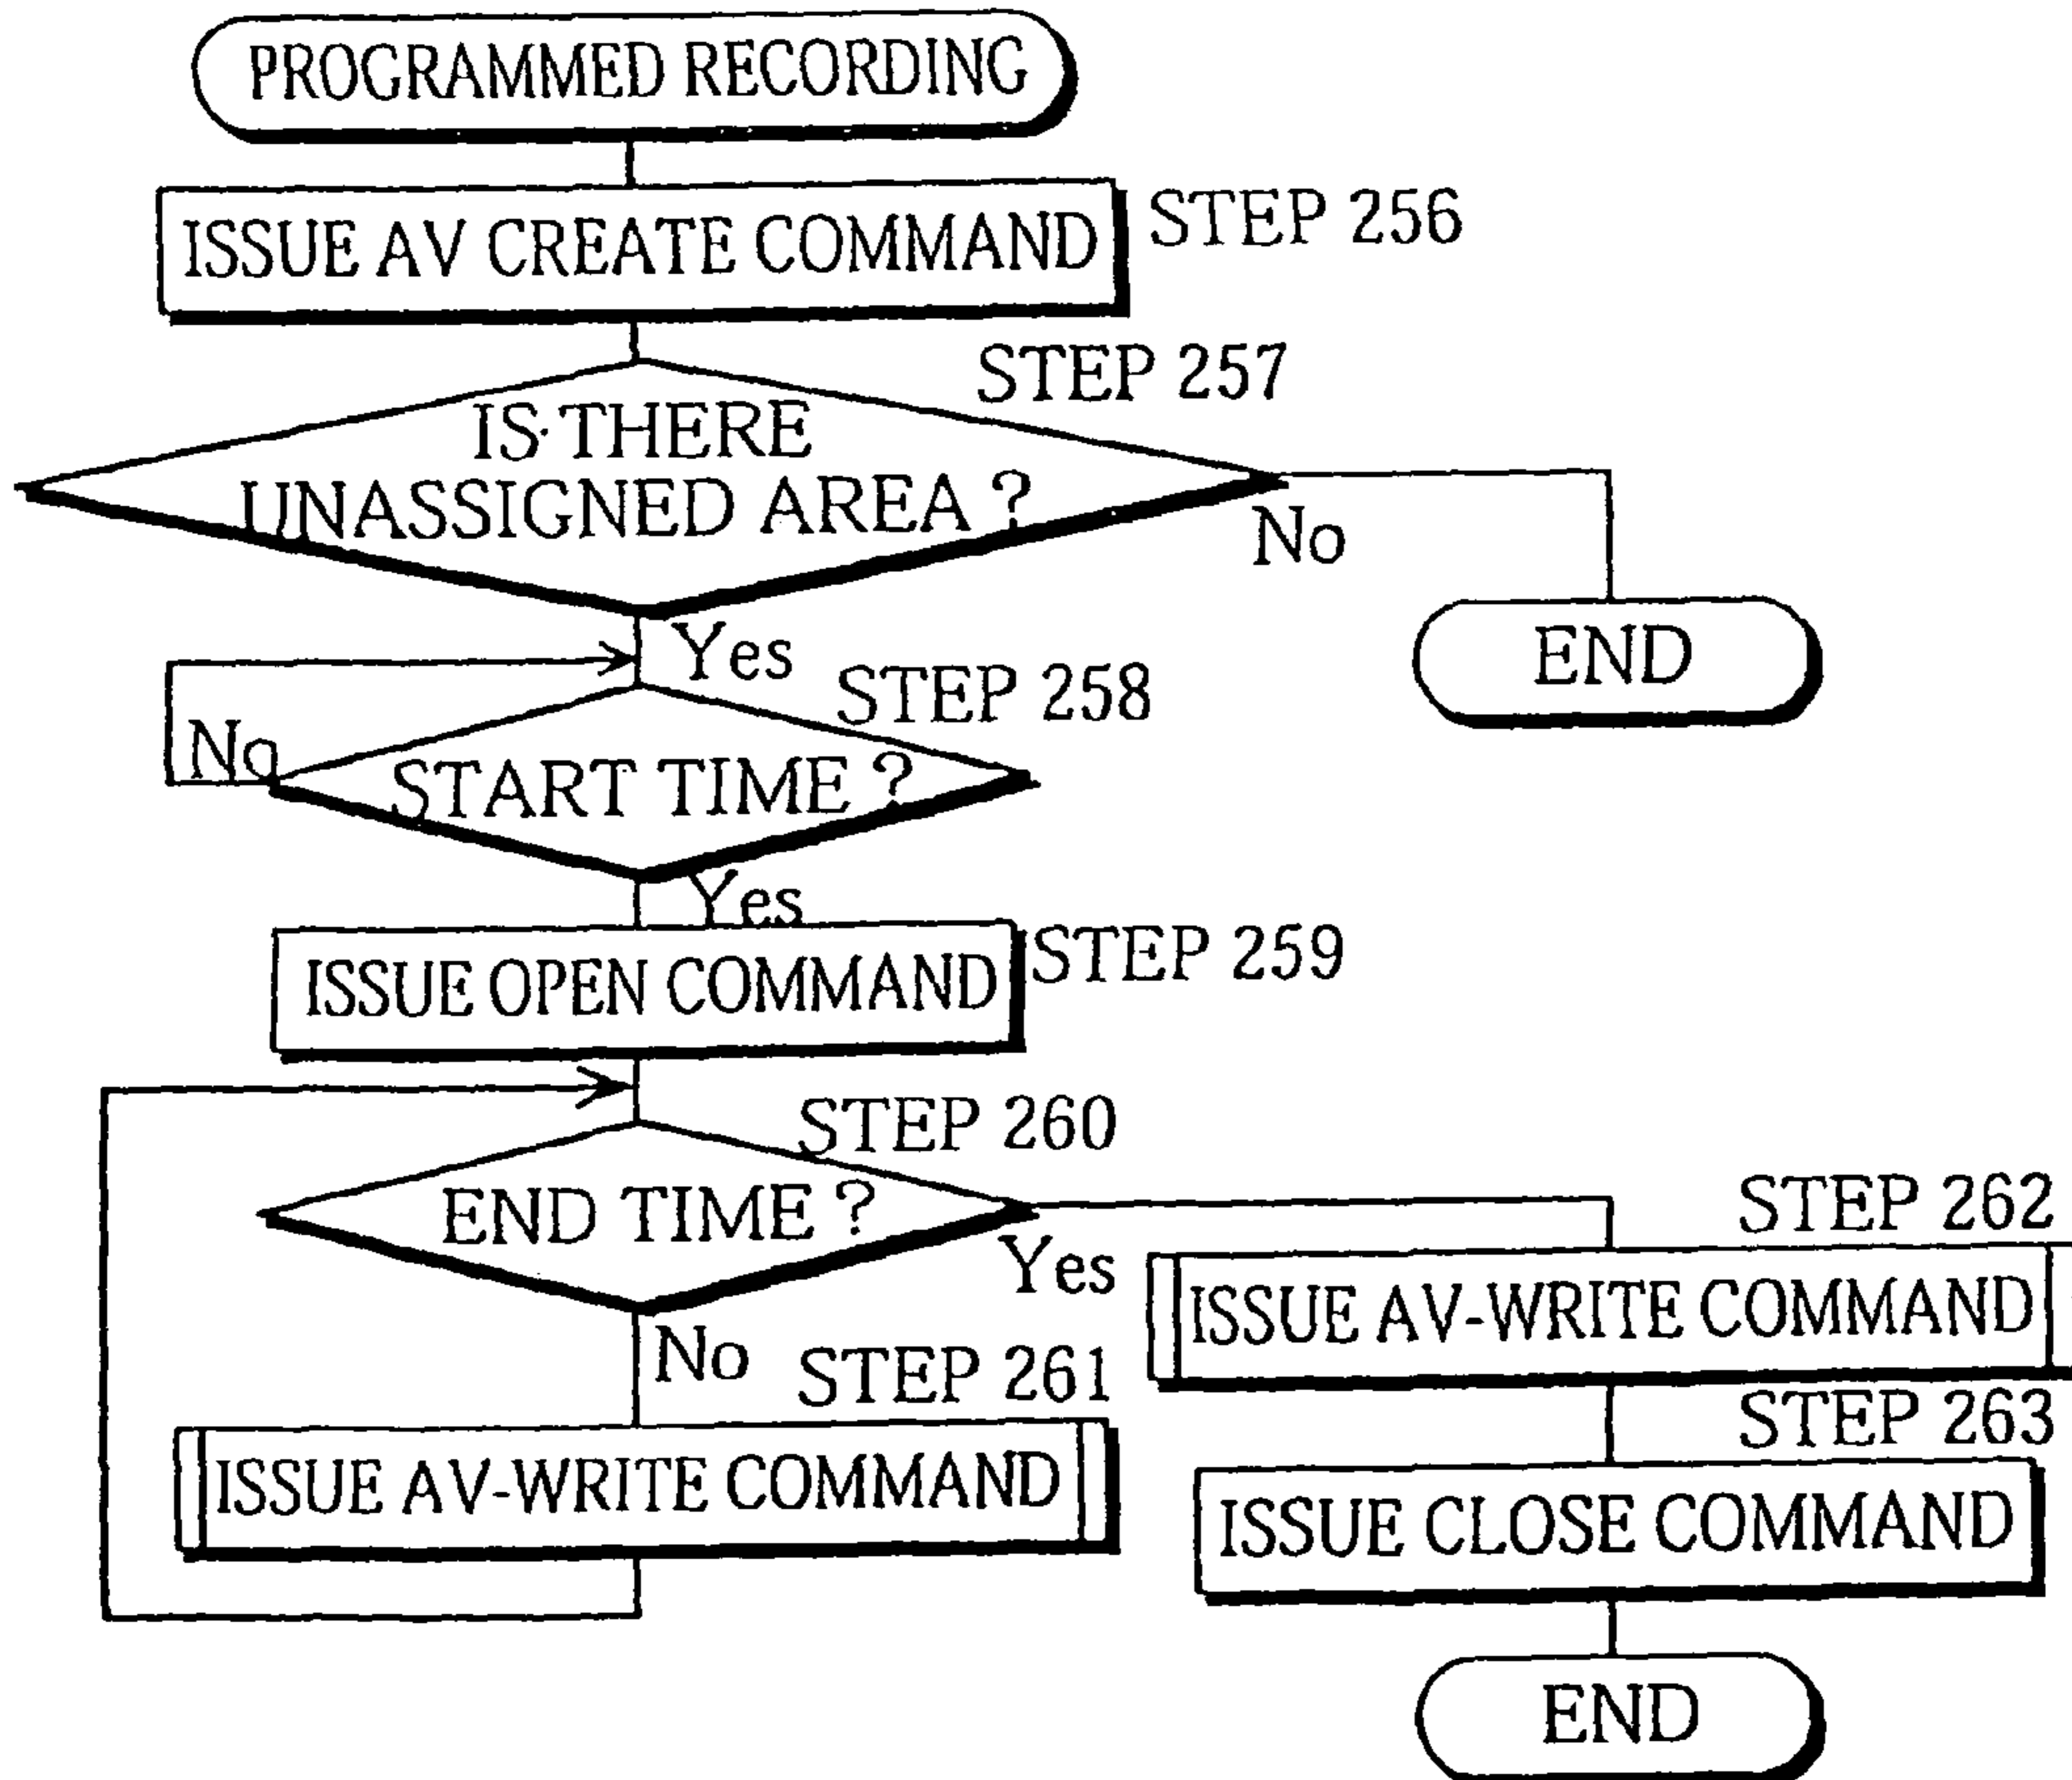 PROGRAMMED RECORDING
ISSUE AV CREATE COMMAND
STEP 256
STEP 257
IS THERE
UNASSIGNED AREA ?
No
END
Yes
STEP 258
No
START TIME ?
Yes
ISSUE OPEN COMMAND
STEP 259
STEP 260
END TIME ?
Yes
No
STEP 261
ISSUE AV-WRITE COMMAND
STEP 262
ISSUE AV-WRITE COMMAND
STEP 263
ISSUE CLOSE COMMAND
END